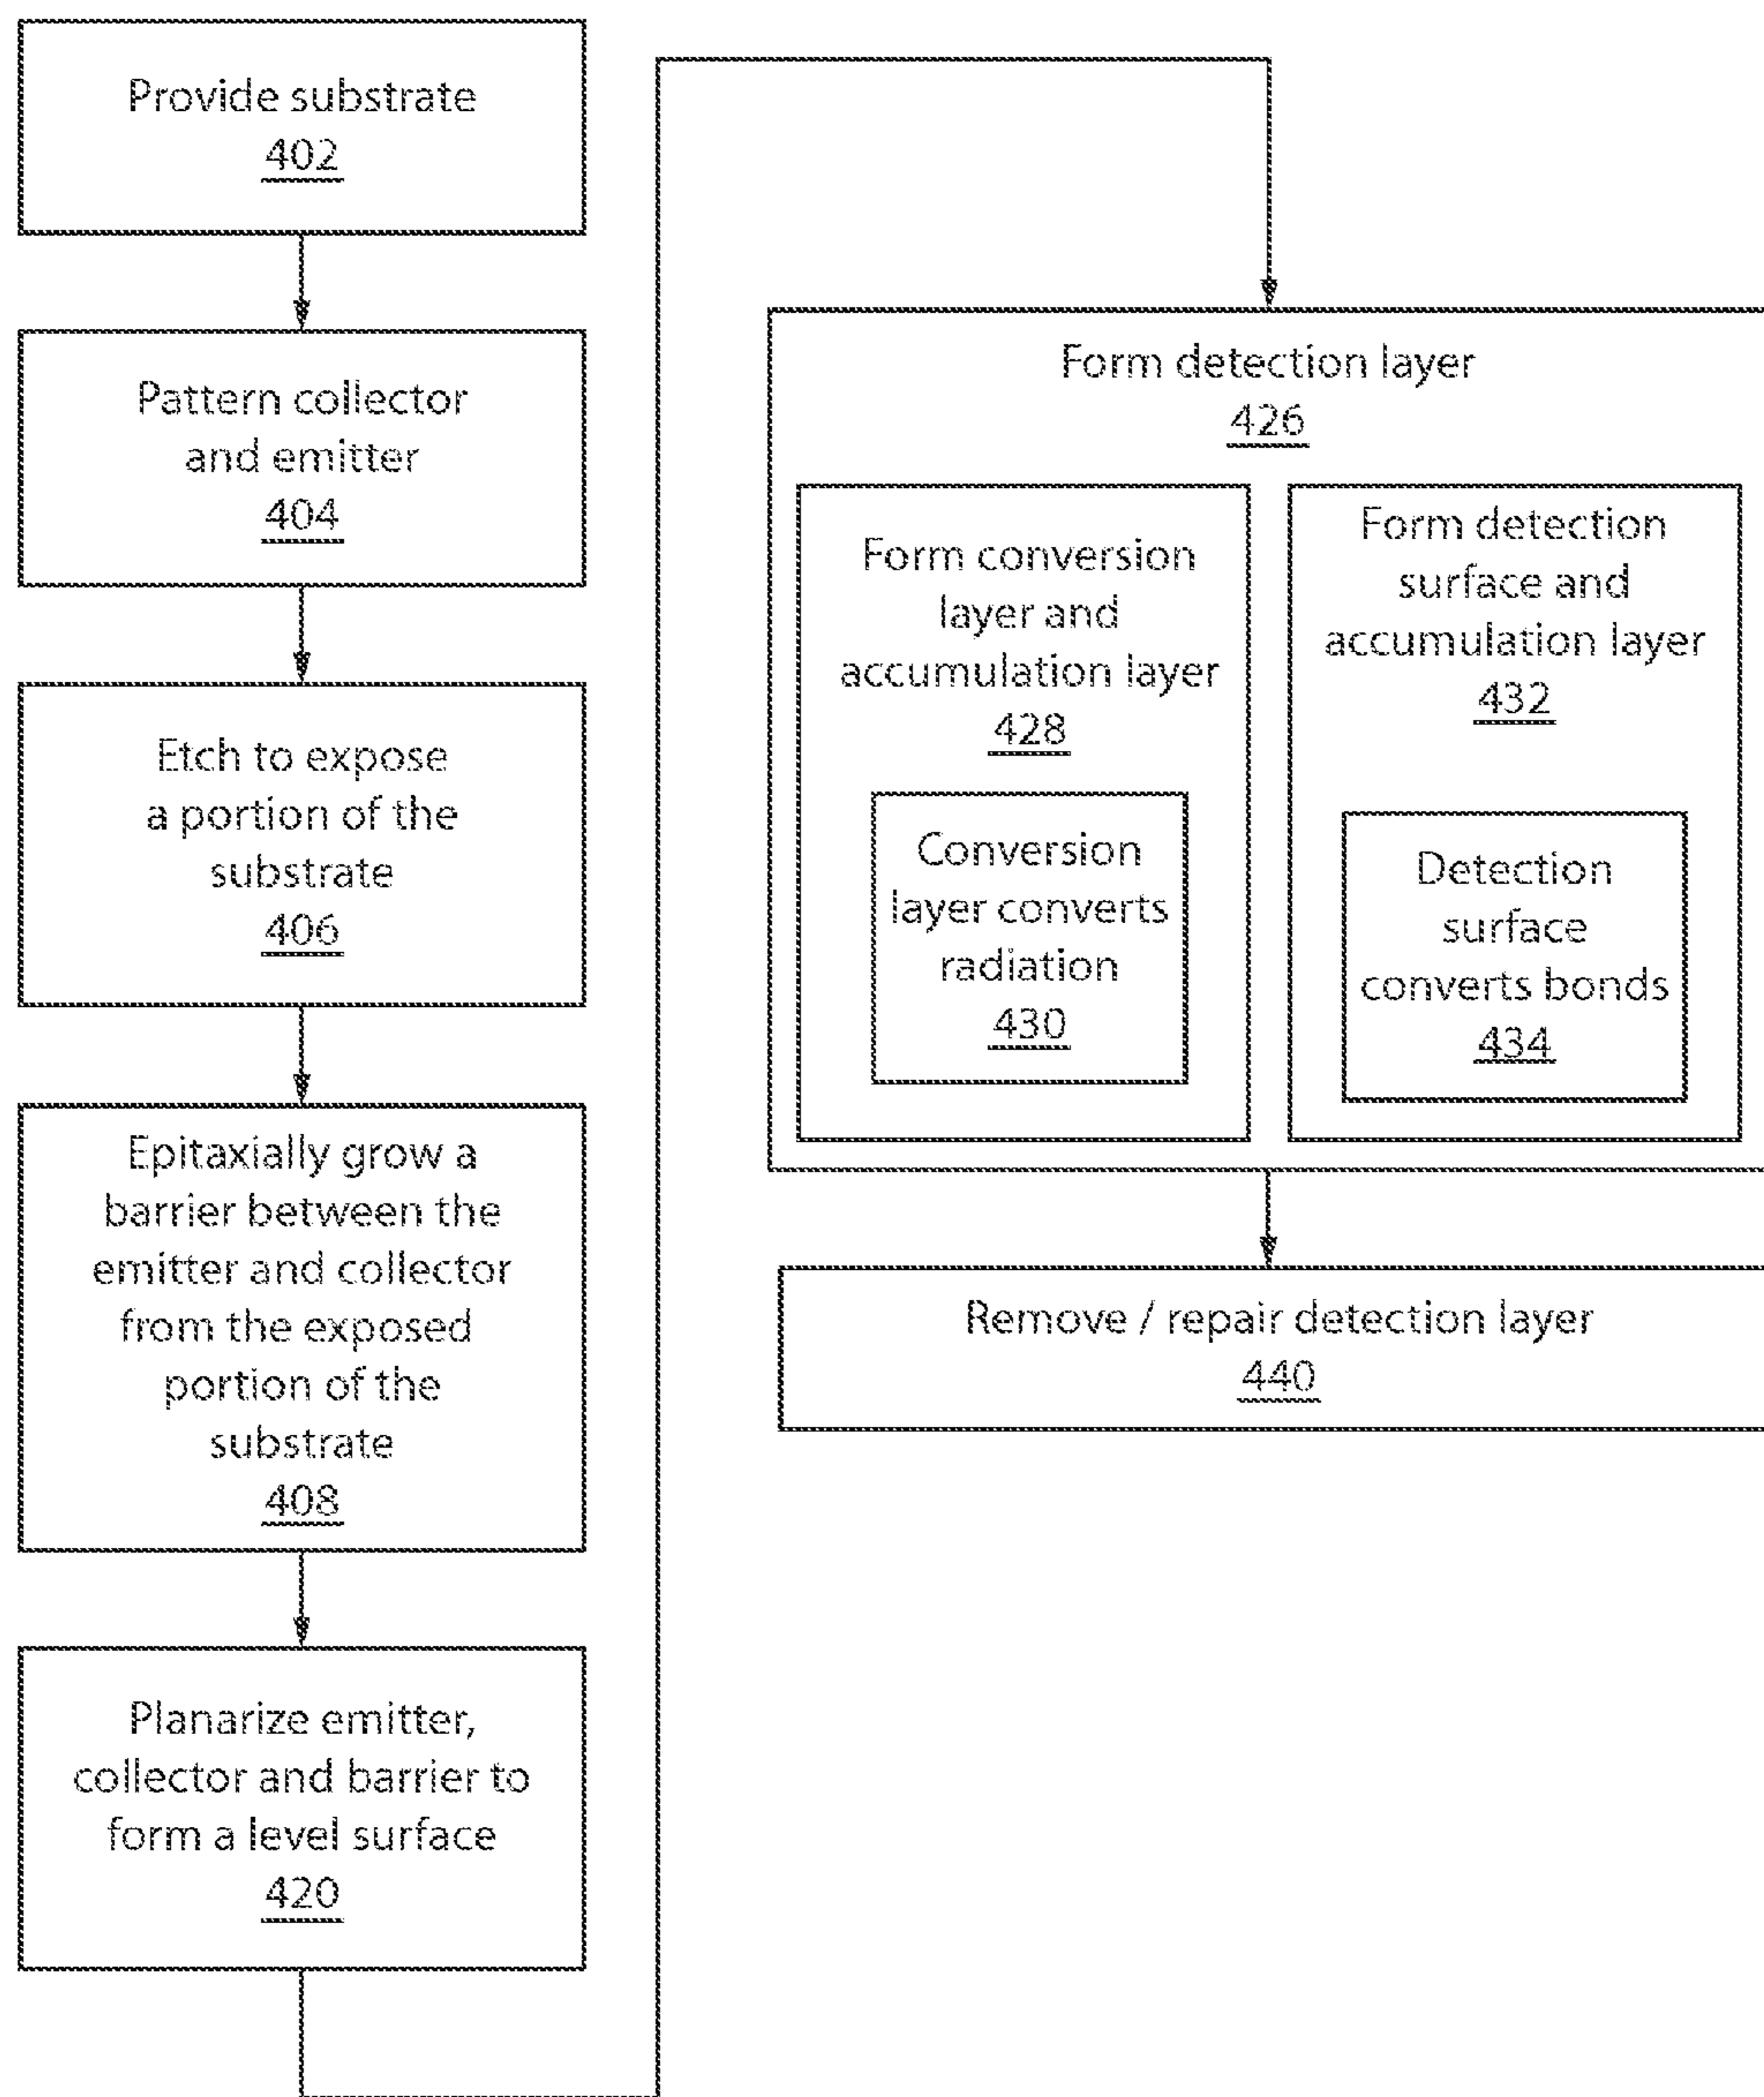 Provide substrate
402
Pattern collector
and emitter
404
Etch to expose
a portion of the
substrate
406
Epitaxially grow a
barrier between the
emitter and collector
from the exposed
portion of the
substrate
408
Planarize emitter,
collector and barrier to
form a level surface
420
Form detection layer
426
Form conversion
layer and
accumulation layer
428
Conversion
layer converts
radiation
430
Form detection
surface and
accumulation layer
432
Detection
surface
converts bonds
434
Remove / repair detection layer
440